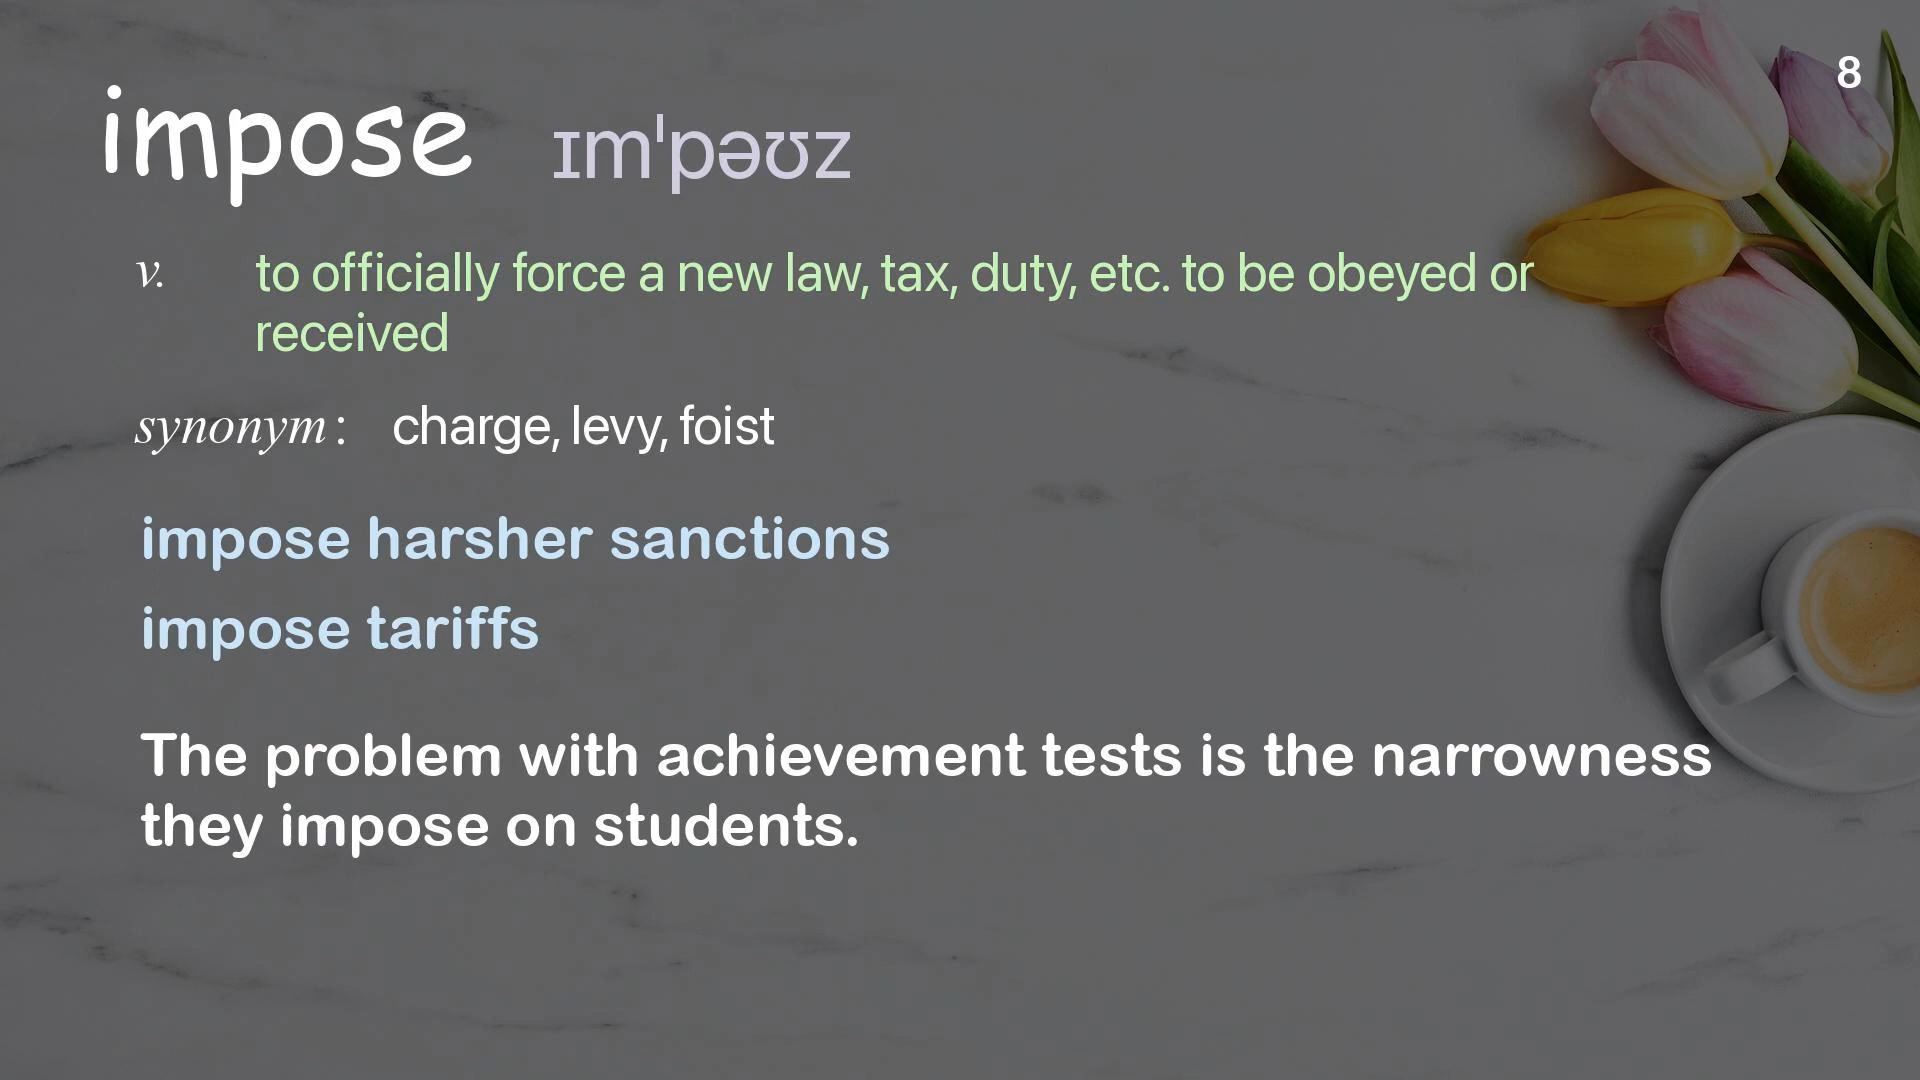 8
impose ɪmˈpəʊz
v. to officially force a new law, tax, duty, etc. to be obeyed or
received
synonym: charge, levy, foist
impose harsher sanctions
impose tariffs
The problem with achievement tests is the narrowness
they impose on students.